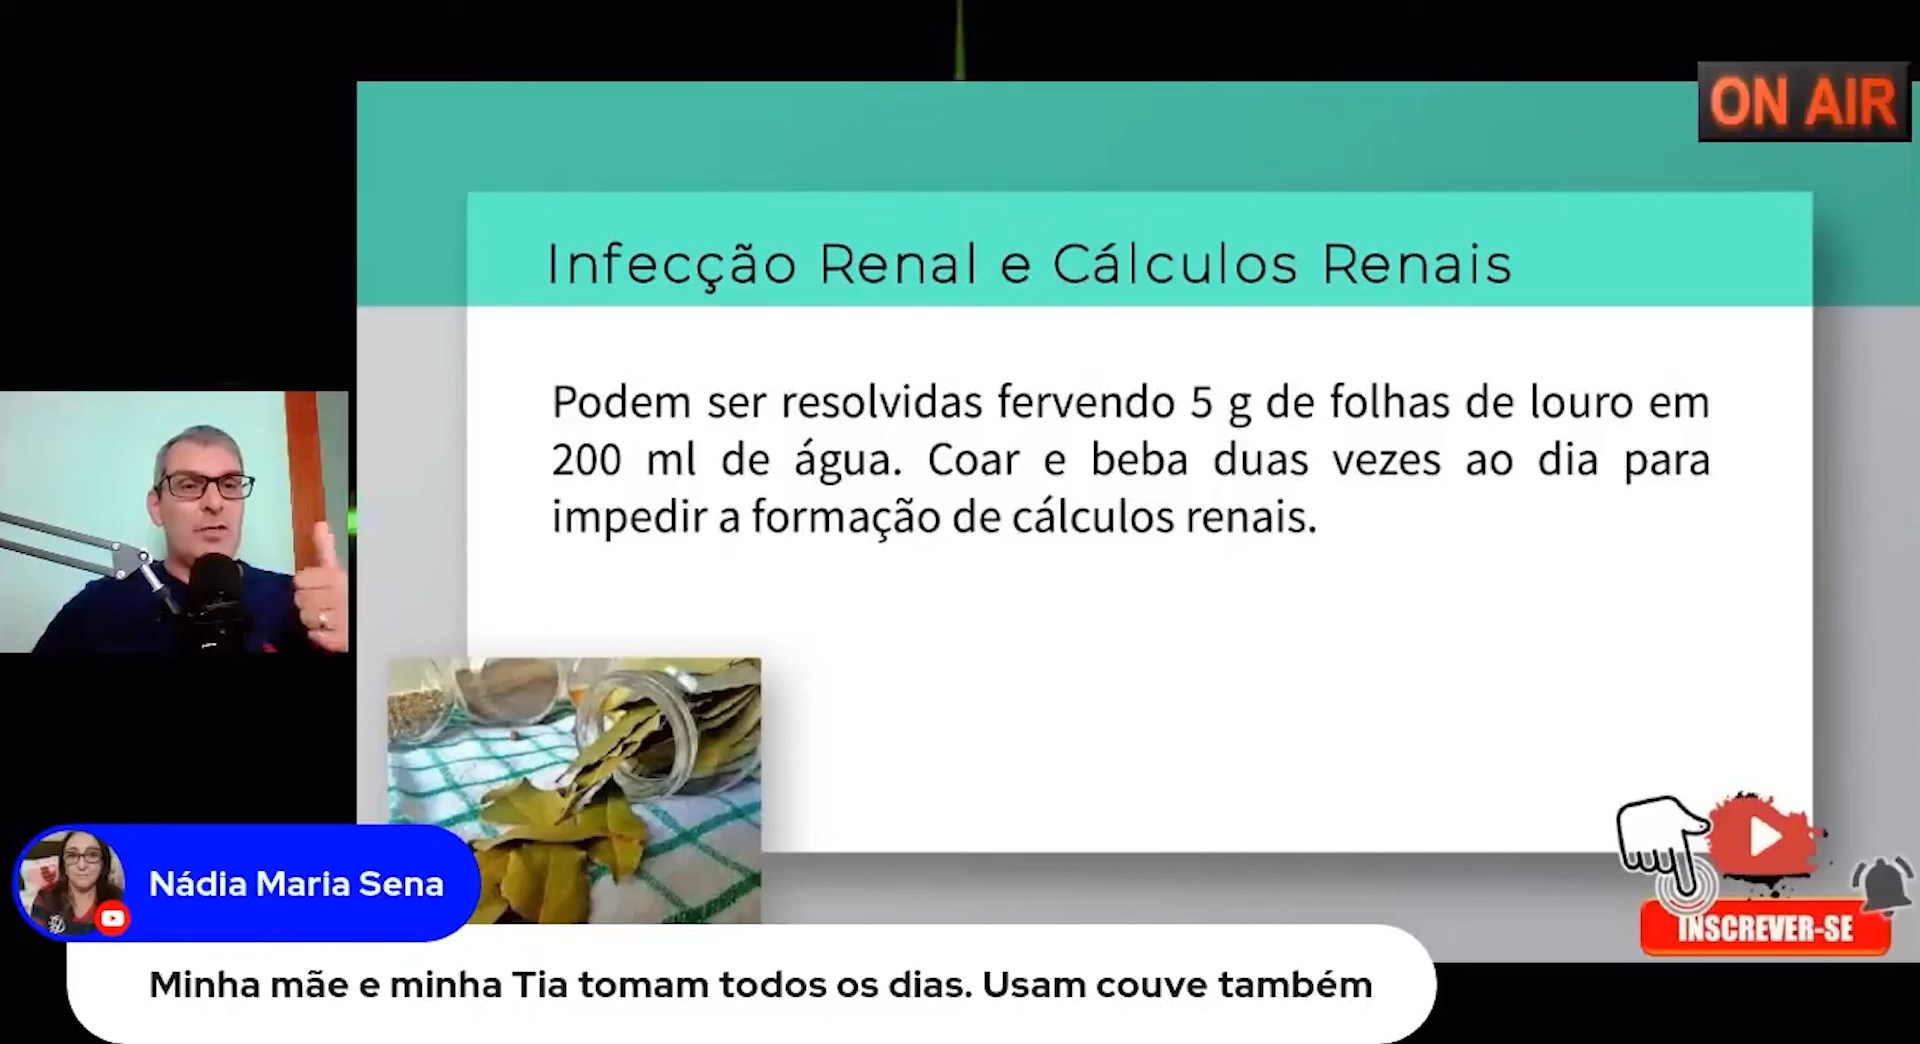 ON AIR
Infecção Renal e Cálculos Renais
Podem ser resolvidas fervendo 5 g de folhas de louro em
200 ml de água. Coar e beba duas vezes ao dia para
impedir a formação de cálculos renais.
Nádia Maria Sena
INSCREVER-SE
Minha mãe e minha Tia tomam todos os dias. Usam couve também